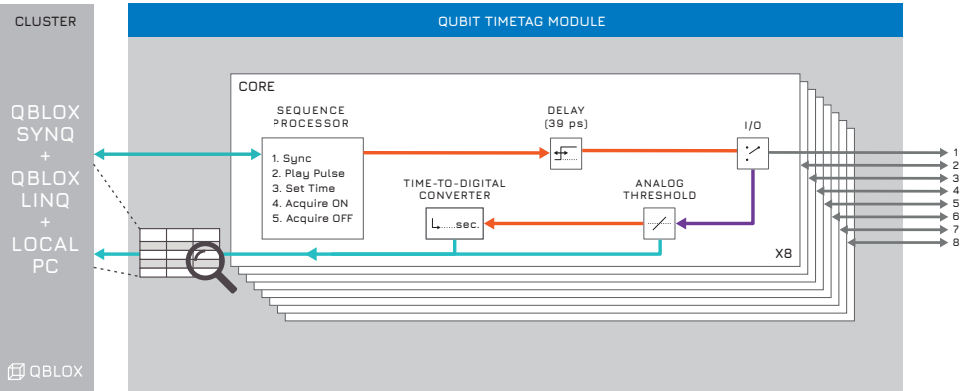 CLUSTER
QUBIT TIMETAG MODULE
QBLOX
SYNQ
+
QBLOX
LINQ
+
LOCAL
PC
QBLOX
CORE
SEQUENCE
PROCESSOR
1. Sync
2. Play Pulse
3. Set Time
4. Acquire ON
5. Acquire OFF
DELAY
(39 ps)
I/O
TIME-TO-DIGITAL
CONVERTER
sec.
ANALOG
THRESHOLD
X8
1
2
3
4
5
6
7
8